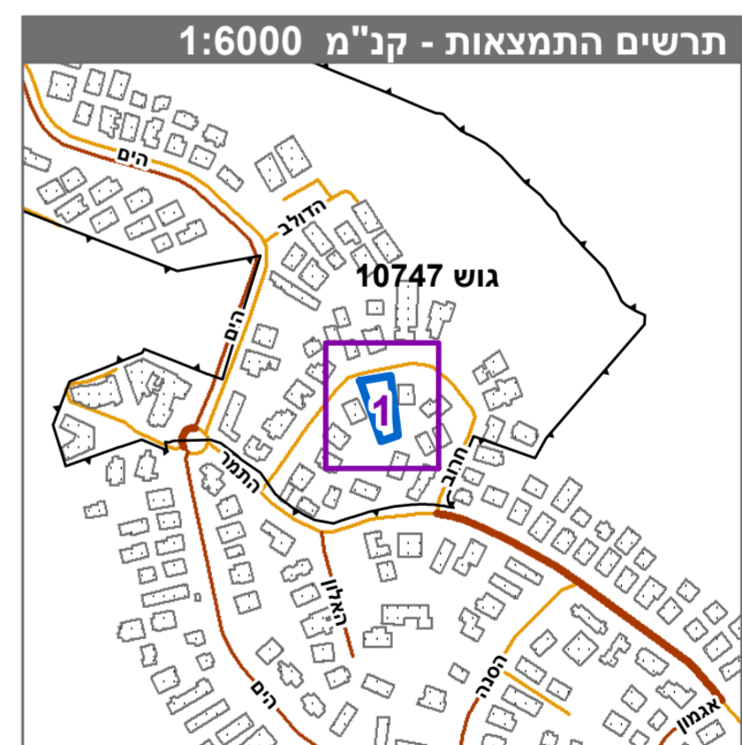 תרשים התמצאות - קנ"מ 1:6000
הים
הדולב
גוש 10747
הים
1
התמר
חרוב
האלון
הסנה
הים
אגמון